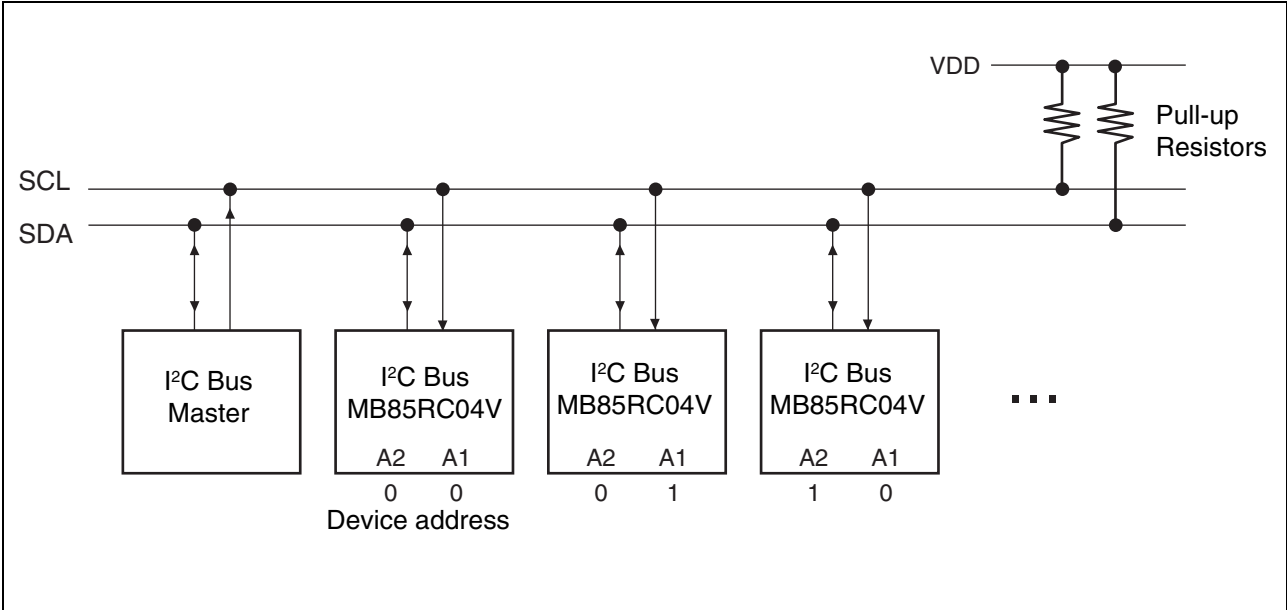 VDD
Pull-up
Resistors
SCL
SDA
I²C Bus
Master
I²C Bus
MB85RC04V
A2 A1
0 0
Device address
I²C Bus
MB85RC04V
A2 A1
0 1
I²C Bus
MB85RC04V
A2 A1
1 0
...